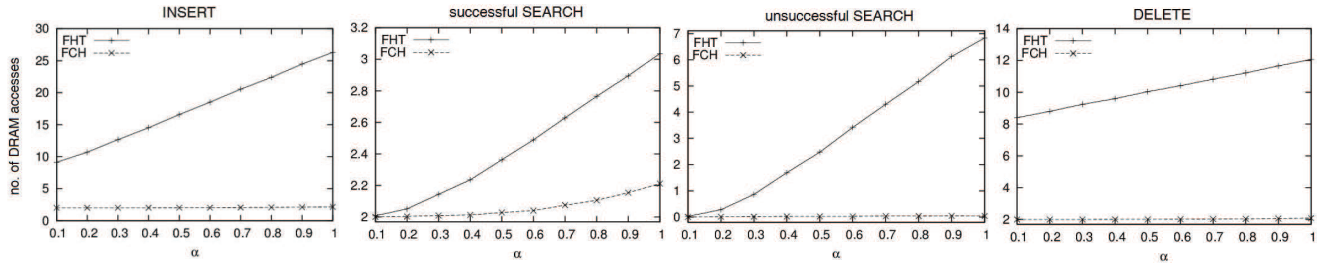 INSERT
no. of DRAM accesses
30
25
20
15
10
5
0
FHT
FCH
0.1 0.2 0.3 0.4 0.5 0.6 0.7 0.8 0.9 1
α
successful SEARCH
3.2
3
2.8
2.6
2.4
2.2
2
FHT
FCH
0.1 0.2 0.3 0.4 0.5 0.6 0.7 0.8 0.9 1
α
unsuccessful SEARCH
7
6
5
4
3
2
1
0
FHT
FCH
0.1 0.2 0.3 0.4 0.5 0.6 0.7 0.8 0.9 1
α
DELETE
14
12
10
8
6
4
2
FHT
FCH
0.1 0.2 0.3 0.4 0.5 0.6 0.7 0.8 0.9 1
α